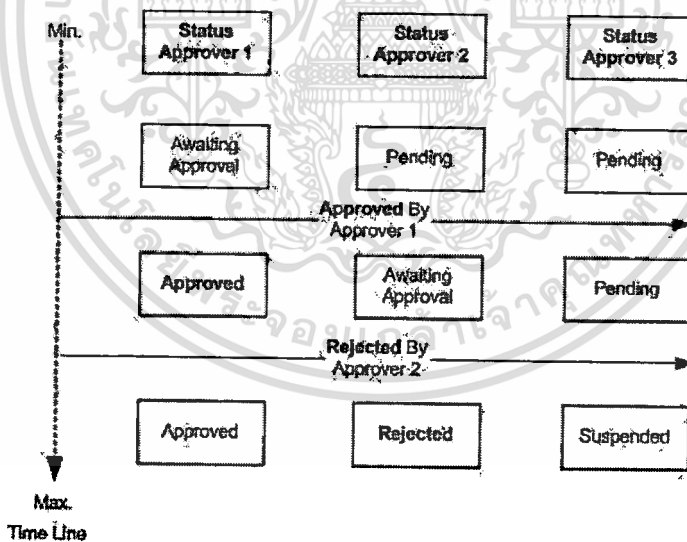 Min.
Status
Approver 1
Status
Approver 2
Status
Approver 3
Awaiting
Approval
Pending
Pending
Approved By
Approver 1
Approved
Awaiting
Approval
Pending
Rejected By
Approver 2
Approved
Rejected
Suspended
Max.
Time Line